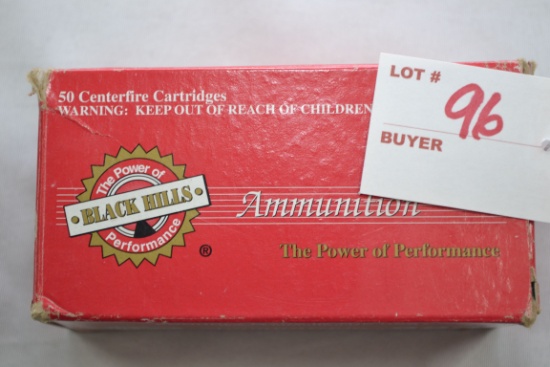 50 Centerfire Cartridges
WARNING: KEEP OUT OF REACH OF CHILDREN
LOT # 96
BUYER
The Power of
• BLACK HILLS •
Performance
®
Ammunition
The Power of Performance